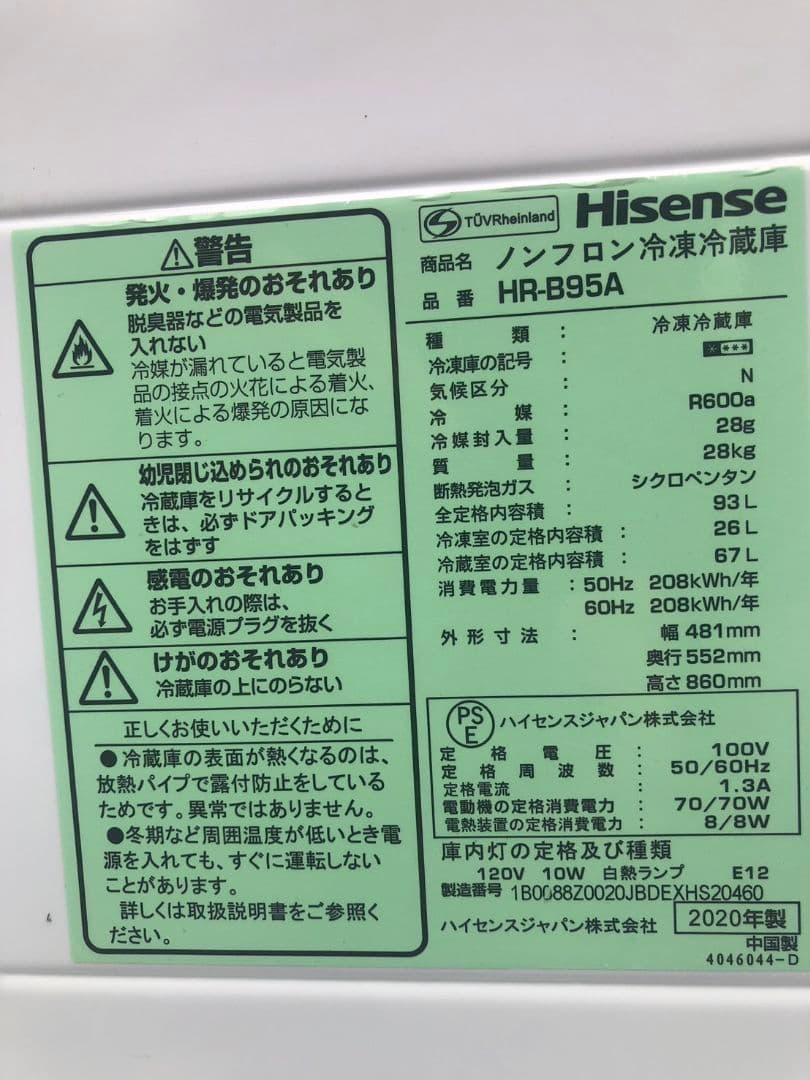 警告
発火・爆発のおそれあり
脱臭器などの電気製品を
入れない
冷媒が漏れていると電気製
品の接点の火花による着火、
着火による爆発の原因にな
ります。
幼児閉じ込められのおそれあり
冷蔵庫をリサイクルすると
きは、必ずドアパッキング
をはずす
感電のおそれあり
お手入れの際は、
必ず電源プラグを抜く
けがのおそれあり
冷蔵庫の上にのらない
正しくお使いいただくために
●冷蔵庫の表面が熱くなるのは、
放熱パイプで露付防止をしている
ためです。異常ではありません。
●冬期など周囲温度が低いとき電
源を入れても、すぐに運転しない
ことがあります。
詳しくは取扱説明書をご参照く
ださい。
TÜVRheinland Hisense
商品名 ノンフロン冷凍冷蔵庫
品番 HR-B95A
種類 : 冷凍冷蔵庫
冷凍庫の記号 : ＊＊＊＊
気候区分 : N
冷媒 : R600a
冷媒封入量 : 28g
質量 : 28kg
断熱発泡ガス : シクロペンタン
全定格内容積 : 93L
冷凍室の定格内容積 : 26L
冷蔵室の定格内容積 : 67L
消費電力量 : 50Hz 208kWh/年
60Hz 208kWh/年
外形寸法 : 幅 481mm
奥行 552mm
高さ 860mm
PS
E ハイセンスジャパン株式会社
定格電圧 : 100V
定格周波数 : 50/60Hz
定格電流 : 1.3A
電動機の定格消費電力 : 70/70W
電熱装置の定格消費電力 : 8/8W
庫内灯の定格及び種類
120V 10W 白熱ランプ E12
製造番号 1B0088Z0020JBDEXHS20460
ハイセンスジャパン株式会社 2020年製
中国製
4046044-D